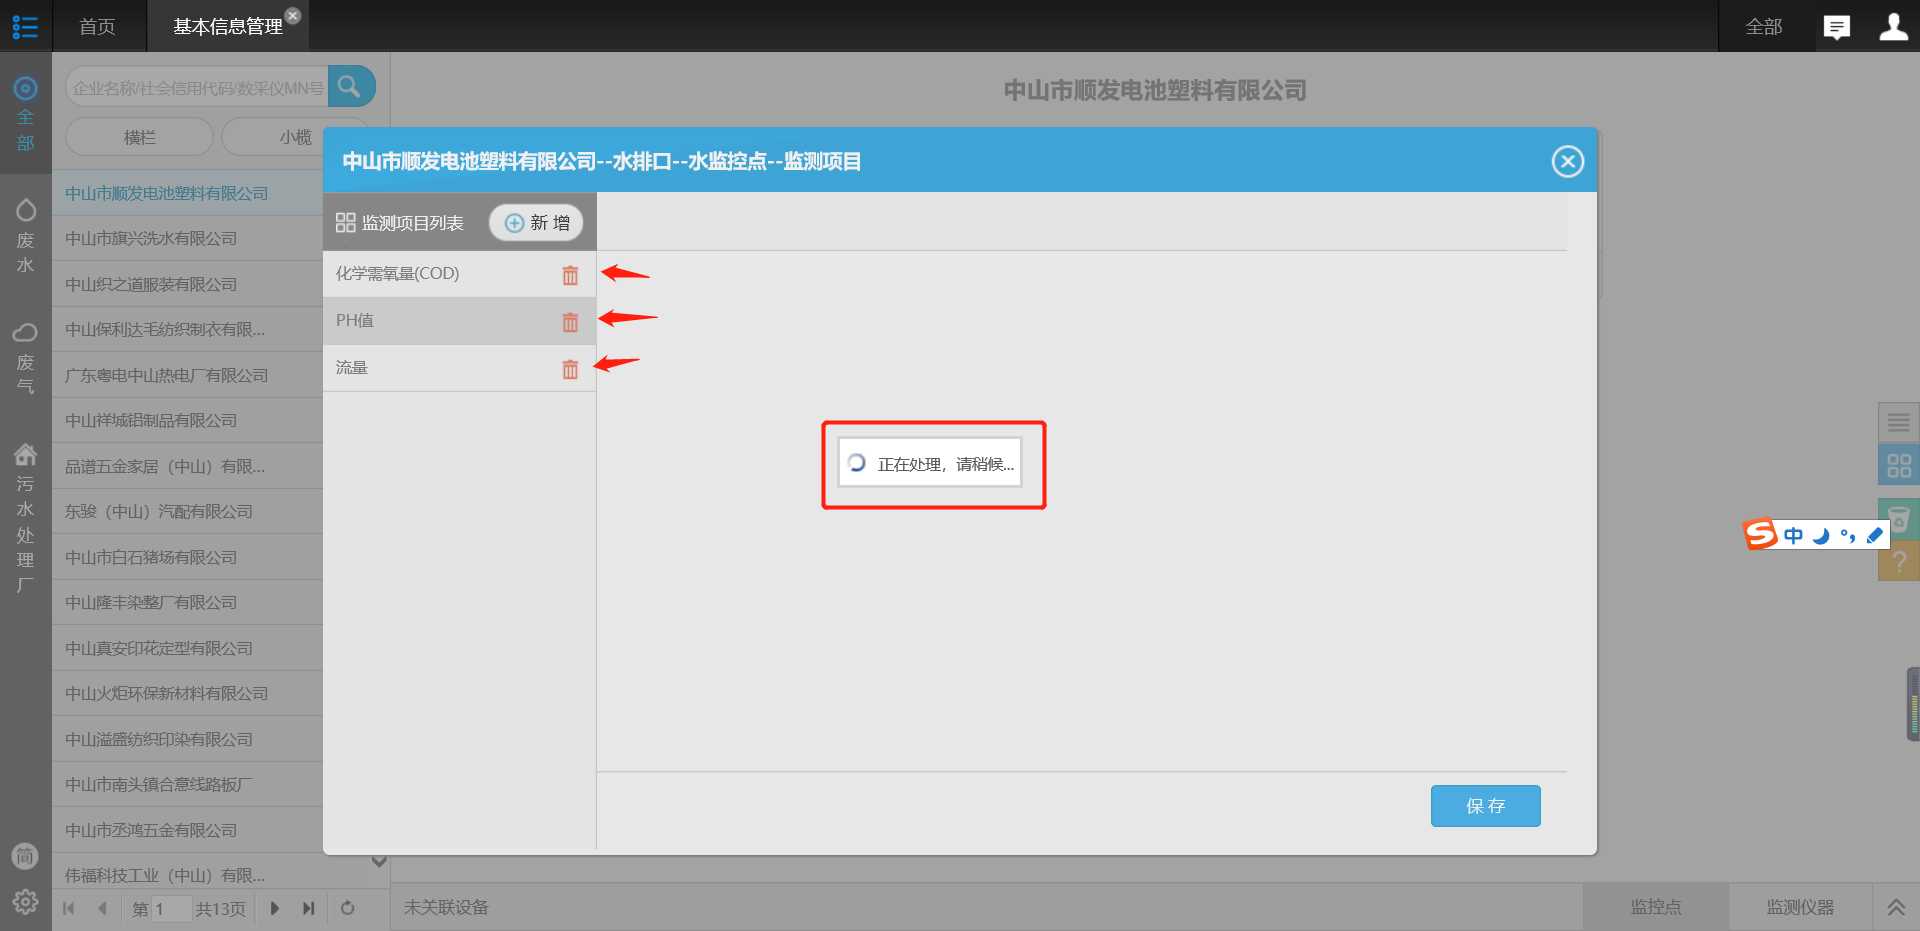 首页
基本信息管理
全部
企业名称/社会信用代码/数采仪MN号
中山市顺发电池塑料有限公司
全
部
横栏
小榄
中山市顺发电池塑料有限公司--水排口--水监控点--监测项目
中山市顺发电池塑料有限公司
监测项目列表
新 增
废
水
中山市旗兴洗水有限公司
化学需氧量(COD)
中山织之道服装有限公司
PH值
中山保利达毛纺织制衣有限...
废
气
流量
广东粤电中山热电厂有限公司
中山祥城铝制品有限公司
品谱五金家居（中山）有限...
正在处理，请稍候...
污
水
处
理
厂
东骏（中山）汽配有限公司
中
中山市白石猪场有限公司
?
中山隆丰染整厂有限公司
中山真安印花定型有限公司
中山火炬环保新材料有限公司
中山溢盛纺织印染有限公司
中山市南头镇合意线路板厂
保 存
中山市丞鸿五金有限公司
简
伟福科技工业（中山）有限...
第 1 共13页
未关联设备
监控点
监测仪器